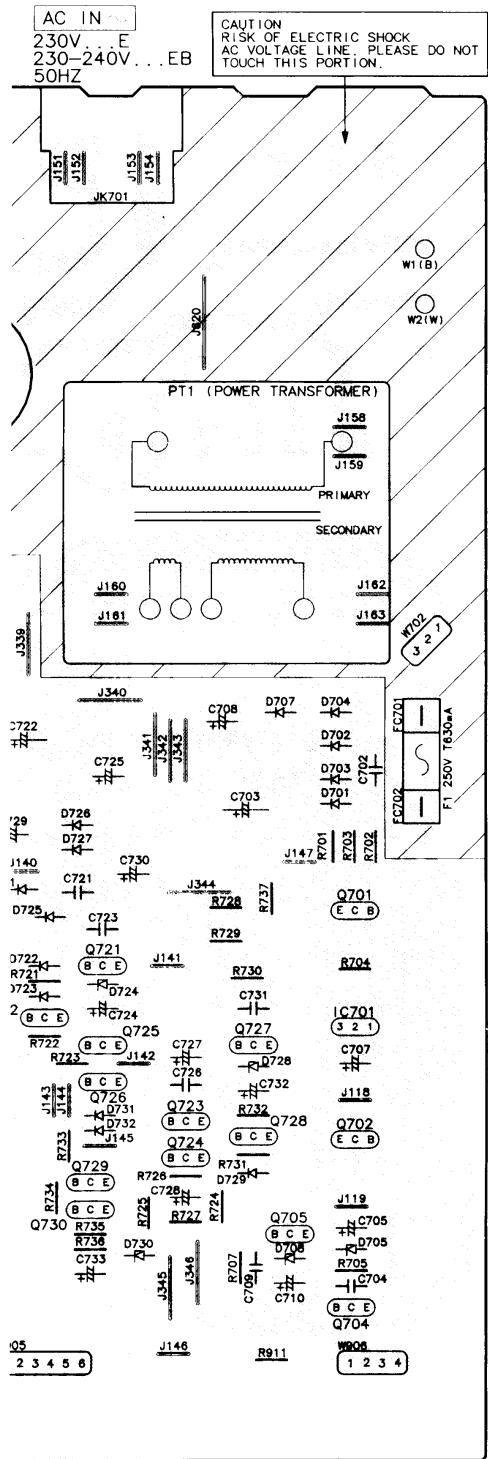 AC IN ~
230V...E
230-240V...EB
50HZ
CAUTION
RISK OF ELECTRIC SHOCK
AC VOLTAGE LINE. PLEASE DO NOT
TOUCH THIS PORTION.
J151
J152
J153
J154
JK701
W1(B)
W2(W)
J620
PT1 (POWER TRANSFORMER)
J158
J159
PRIMARY
SECONDARY
J160
J162
J161
J163
W702
3 2 1
J339
J340
C722
J341
J342
J343
C708
D707
D704
D702
D703
D701
C702
FC701
FC702
F1 250V T630mA
C725
C703
D726
D727
J140
C721
C730
J147
R701
R703
R702
J344
R728
R737
Q701
E C B
D725
C723
R729
Q721
B C E
J141
R730
R704
D722
R721
D723
D724
C724
C731
IC701
3 2 1
B C E
R722
Q725
B C E
C727
Q727
B C E
R723
J142
D728
C707
C726
C732
J143
J144
B C E
Q726
D731
D732
J145
J118
Q723
B C E
R732
Q728
B C E
Q702
E C B
R733
Q724
B C E
R726
R731
D729
Q729
B C E
R734
C728
R724
J119
B C E
Q730
R725
R727
Q705
B C E
C705
D705
R735
R736
C733
D730
R707
D708
R705
C709
C710
C704
J345
J346
B C E
Q704
J146
R911
2 3 4 5 6
W906
1 2 3 4